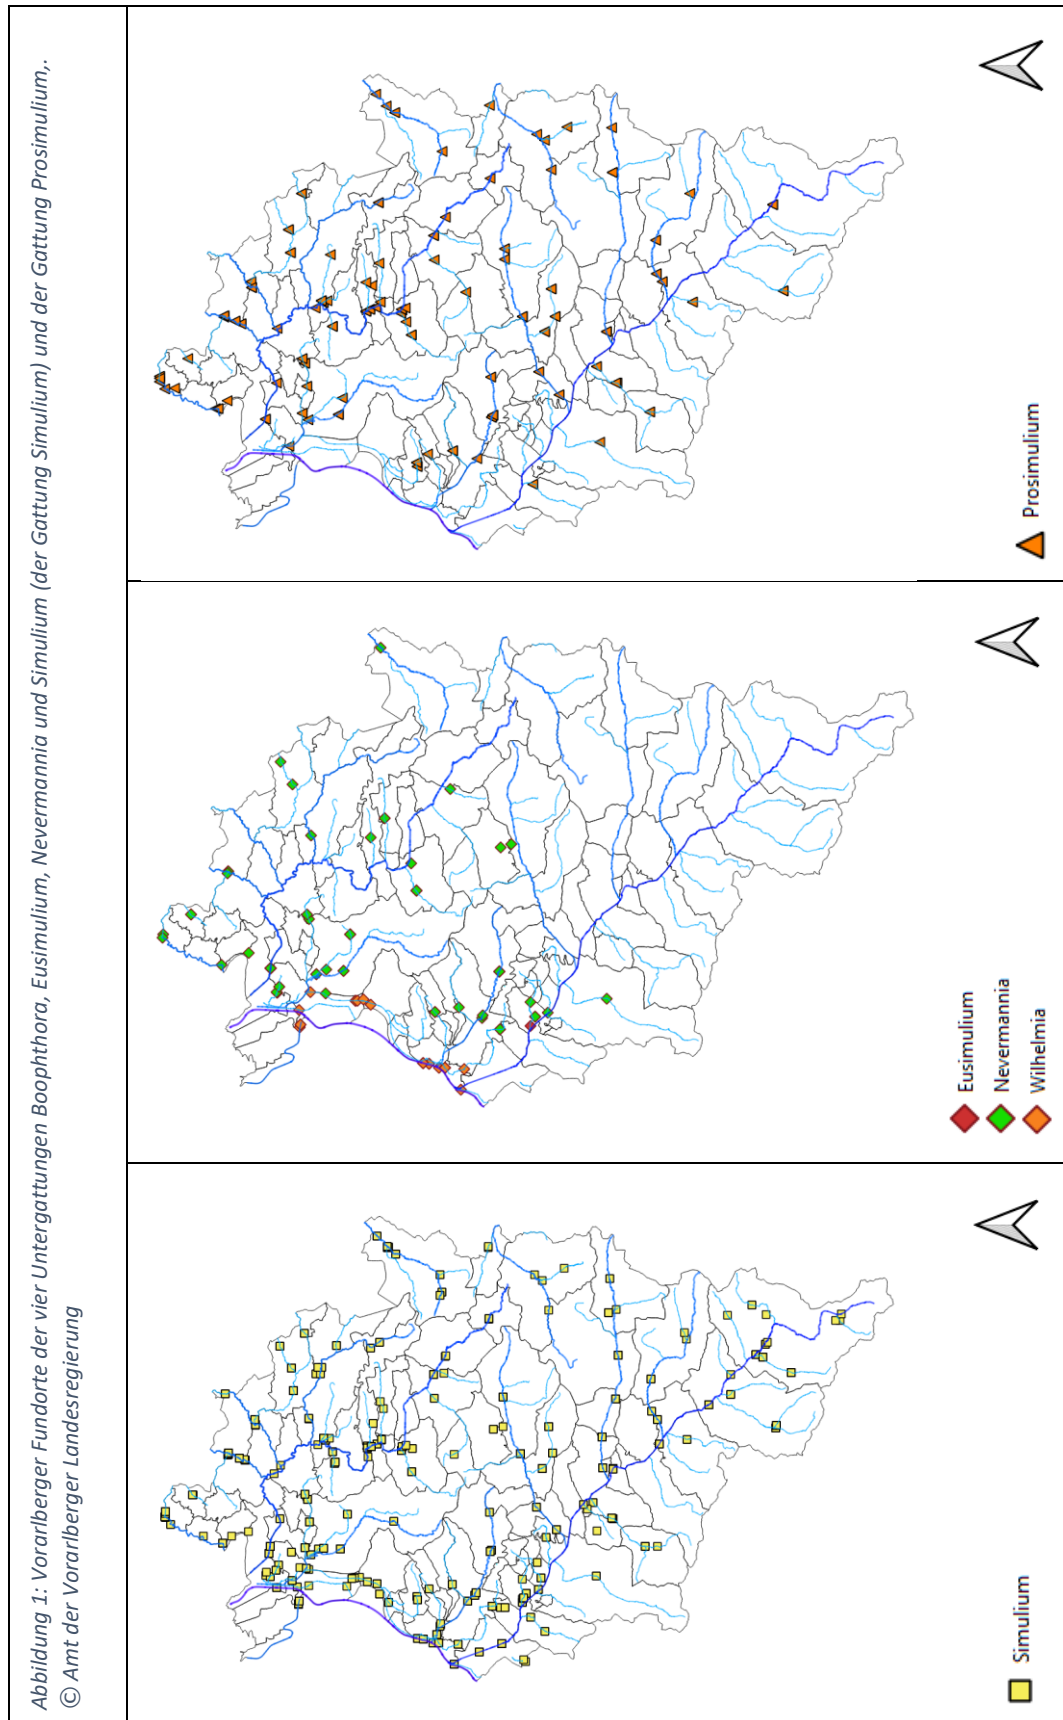 Abbildung 1: Vorarlberger Fundorte der vier Untergattungen Boophthora, Eusimulium, Nevermannia und Simulium (der Gattung Simulium) und der Gattung Prosimulium,.
© Amt der Vorarlberger Landesregierung
Simulium
Eusimulium
Nevermannia
Wilhelmia
Prosimulium